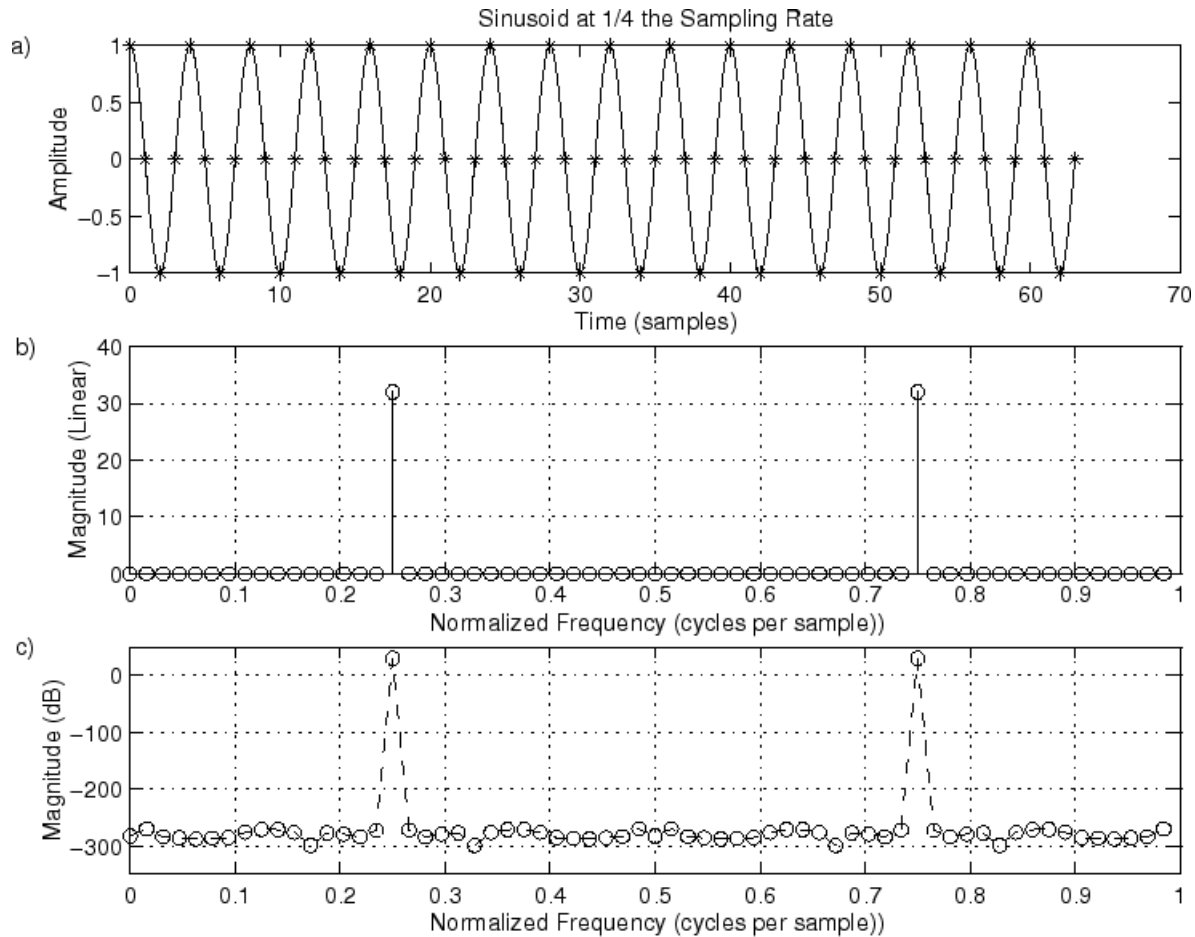 Sinusoid at 1/4 the Sampling Rate
a)
Amplitude
1
0.5
0
−0.5
−1
0 10 20 30 40 50 60 70
Time (samples)
b)
Magnitude (Linear)
40
30
20
10
0
0 0.1 0.2 0.3 0.4 0.5 0.6 0.7 0.8 0.9 1
Normalized Frequency (cycles per sample))
c)
Magnitude (dB)
0
−100
−200
−300
0 0.1 0.2 0.3 0.4 0.5 0.6 0.7 0.8 0.9 1
Normalized Frequency (cycles per sample))